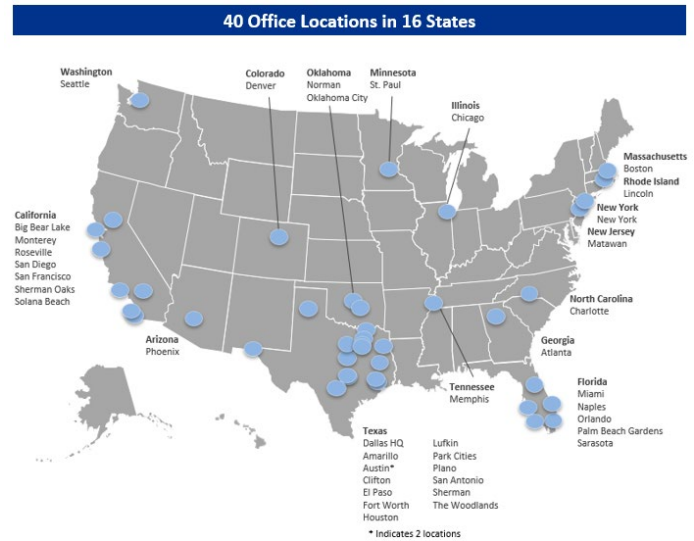 40 Office Locations in 16 States
Washington
Seattle
Colorado
Denver
Oklahoma
Norman
Oklahoma City
Minnesota
St. Paul
Illinois
Chicago
Massachusetts
Boston
Rhode Island
Lincoln
New York
New York
New Jersey
Matawan
California
Big Bear Lake
Monterey
Roseville
San Diego
San Francisco
Sherman Oaks
Solana Beach
Arizona
Phoenix
North Carolina
Charlotte
Georgia
Atlanta
Tennessee
Memphis
Florida
Miami
Naples
Orlando
Palm Beach Gardens
Sarasota
Texas
Dallas HQ
Amarillo
Austin*
Clifton
El Paso
Fort Worth
Houston
Lufkin
Park Cities
Plano
San Antonio
Sherman
The Woodlands
* Indicates 2 locations